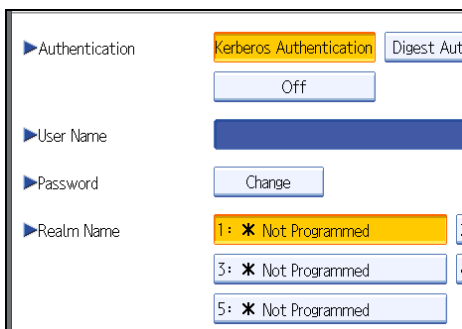 ▶Authentication Kerberos Authentication Digest Aut
Off
▶User Name
▶Password Change
▶Realm Name 1: ✱ Not Programmed
3: ✱ Not Programmed
5: ✱ Not Programmed